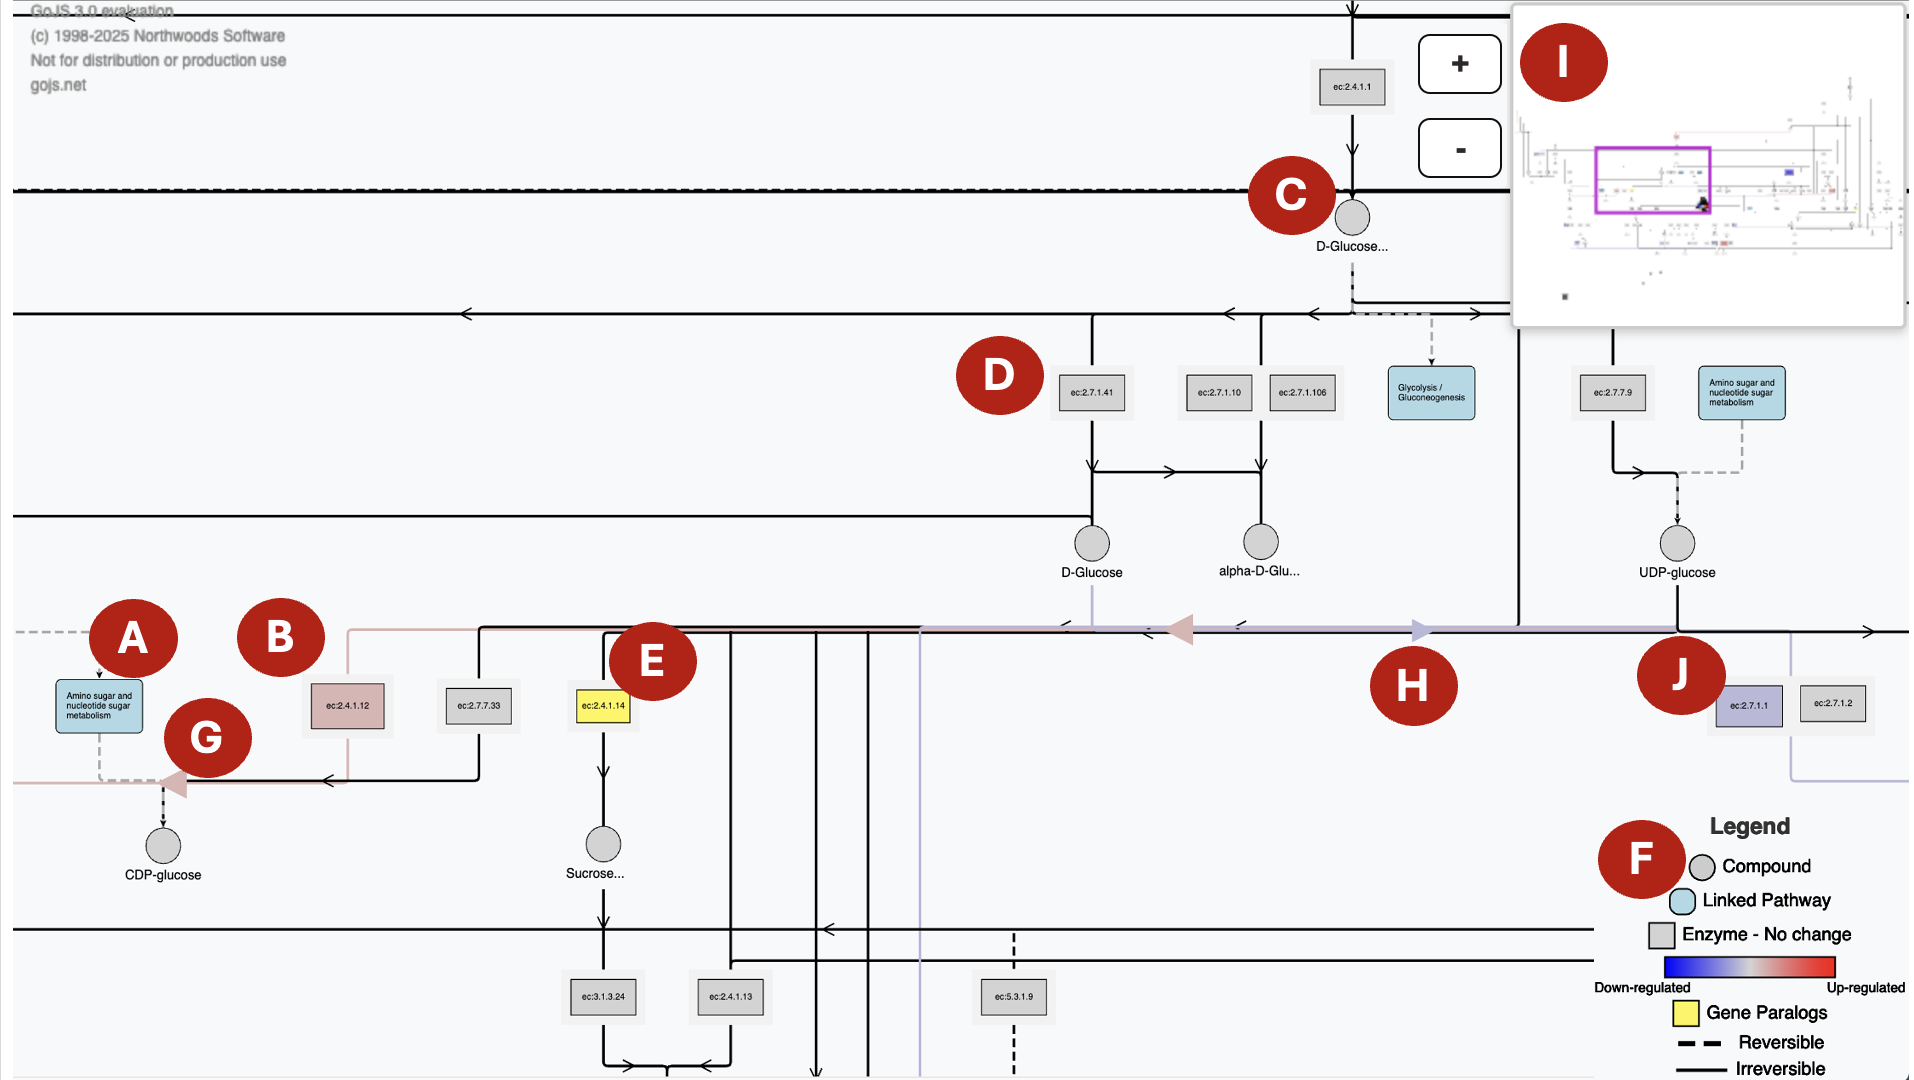 GoJS 3.0 evaluation
(c) 1998-2025 Northwoods Software
Not for distribution or production use
gojs.net
ec:2.4.1.1
+
-
I
C
D-Glucose...
D
ec:2.7.1.41
ec:2.7.1.10
ec:2.7.1.106
Glycolysis /
Gluconeogenesis
ec:2.7.7.9
Amino sugar and
nucleotide sugar
metabolism
D-Glucose
alpha-D-Glu...
UDP-glucose
A
B
E
H
J
Amino sugar and
nucleotide sugar
metabolism
G
ec:2.4.1.12
ec:2.7.7.33
ec:2.4.1.14
ec:2.7.1.1
ec:2.7.1.2
CDP-glucose
Sucrose...
ec:3.1.3.24
ec:2.4.1.13
ec:5.3.1.9
F
Legend
Compound
Linked Pathway
Enzyme - No change
Down-regulated
Up-regulated
Gene Paralogs
Reversible
Irreversible